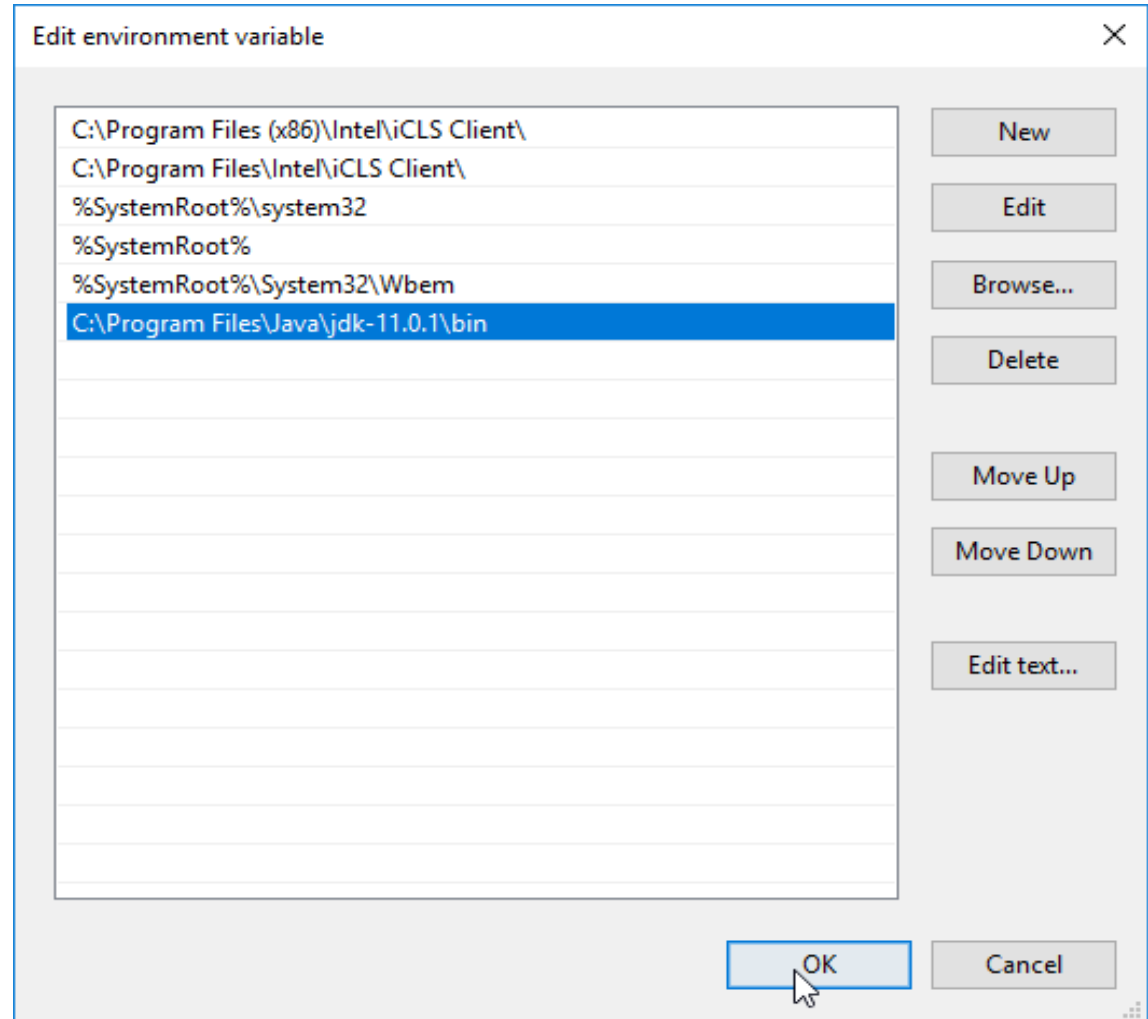 Edit environment variable
C:\Program Files (x86)\Intel\iCLS Client\
C:\Program Files\Intel\iCLS Client\
%SystemRoot%\system32
%SystemRoot%
%SystemRoot%\System32\Wbem
C:\Program Files\Java\jdk-11.0.1\bin
New
Edit
Browse...
Delete
Move Up
Move Down
Edit text...
OK
Cancel